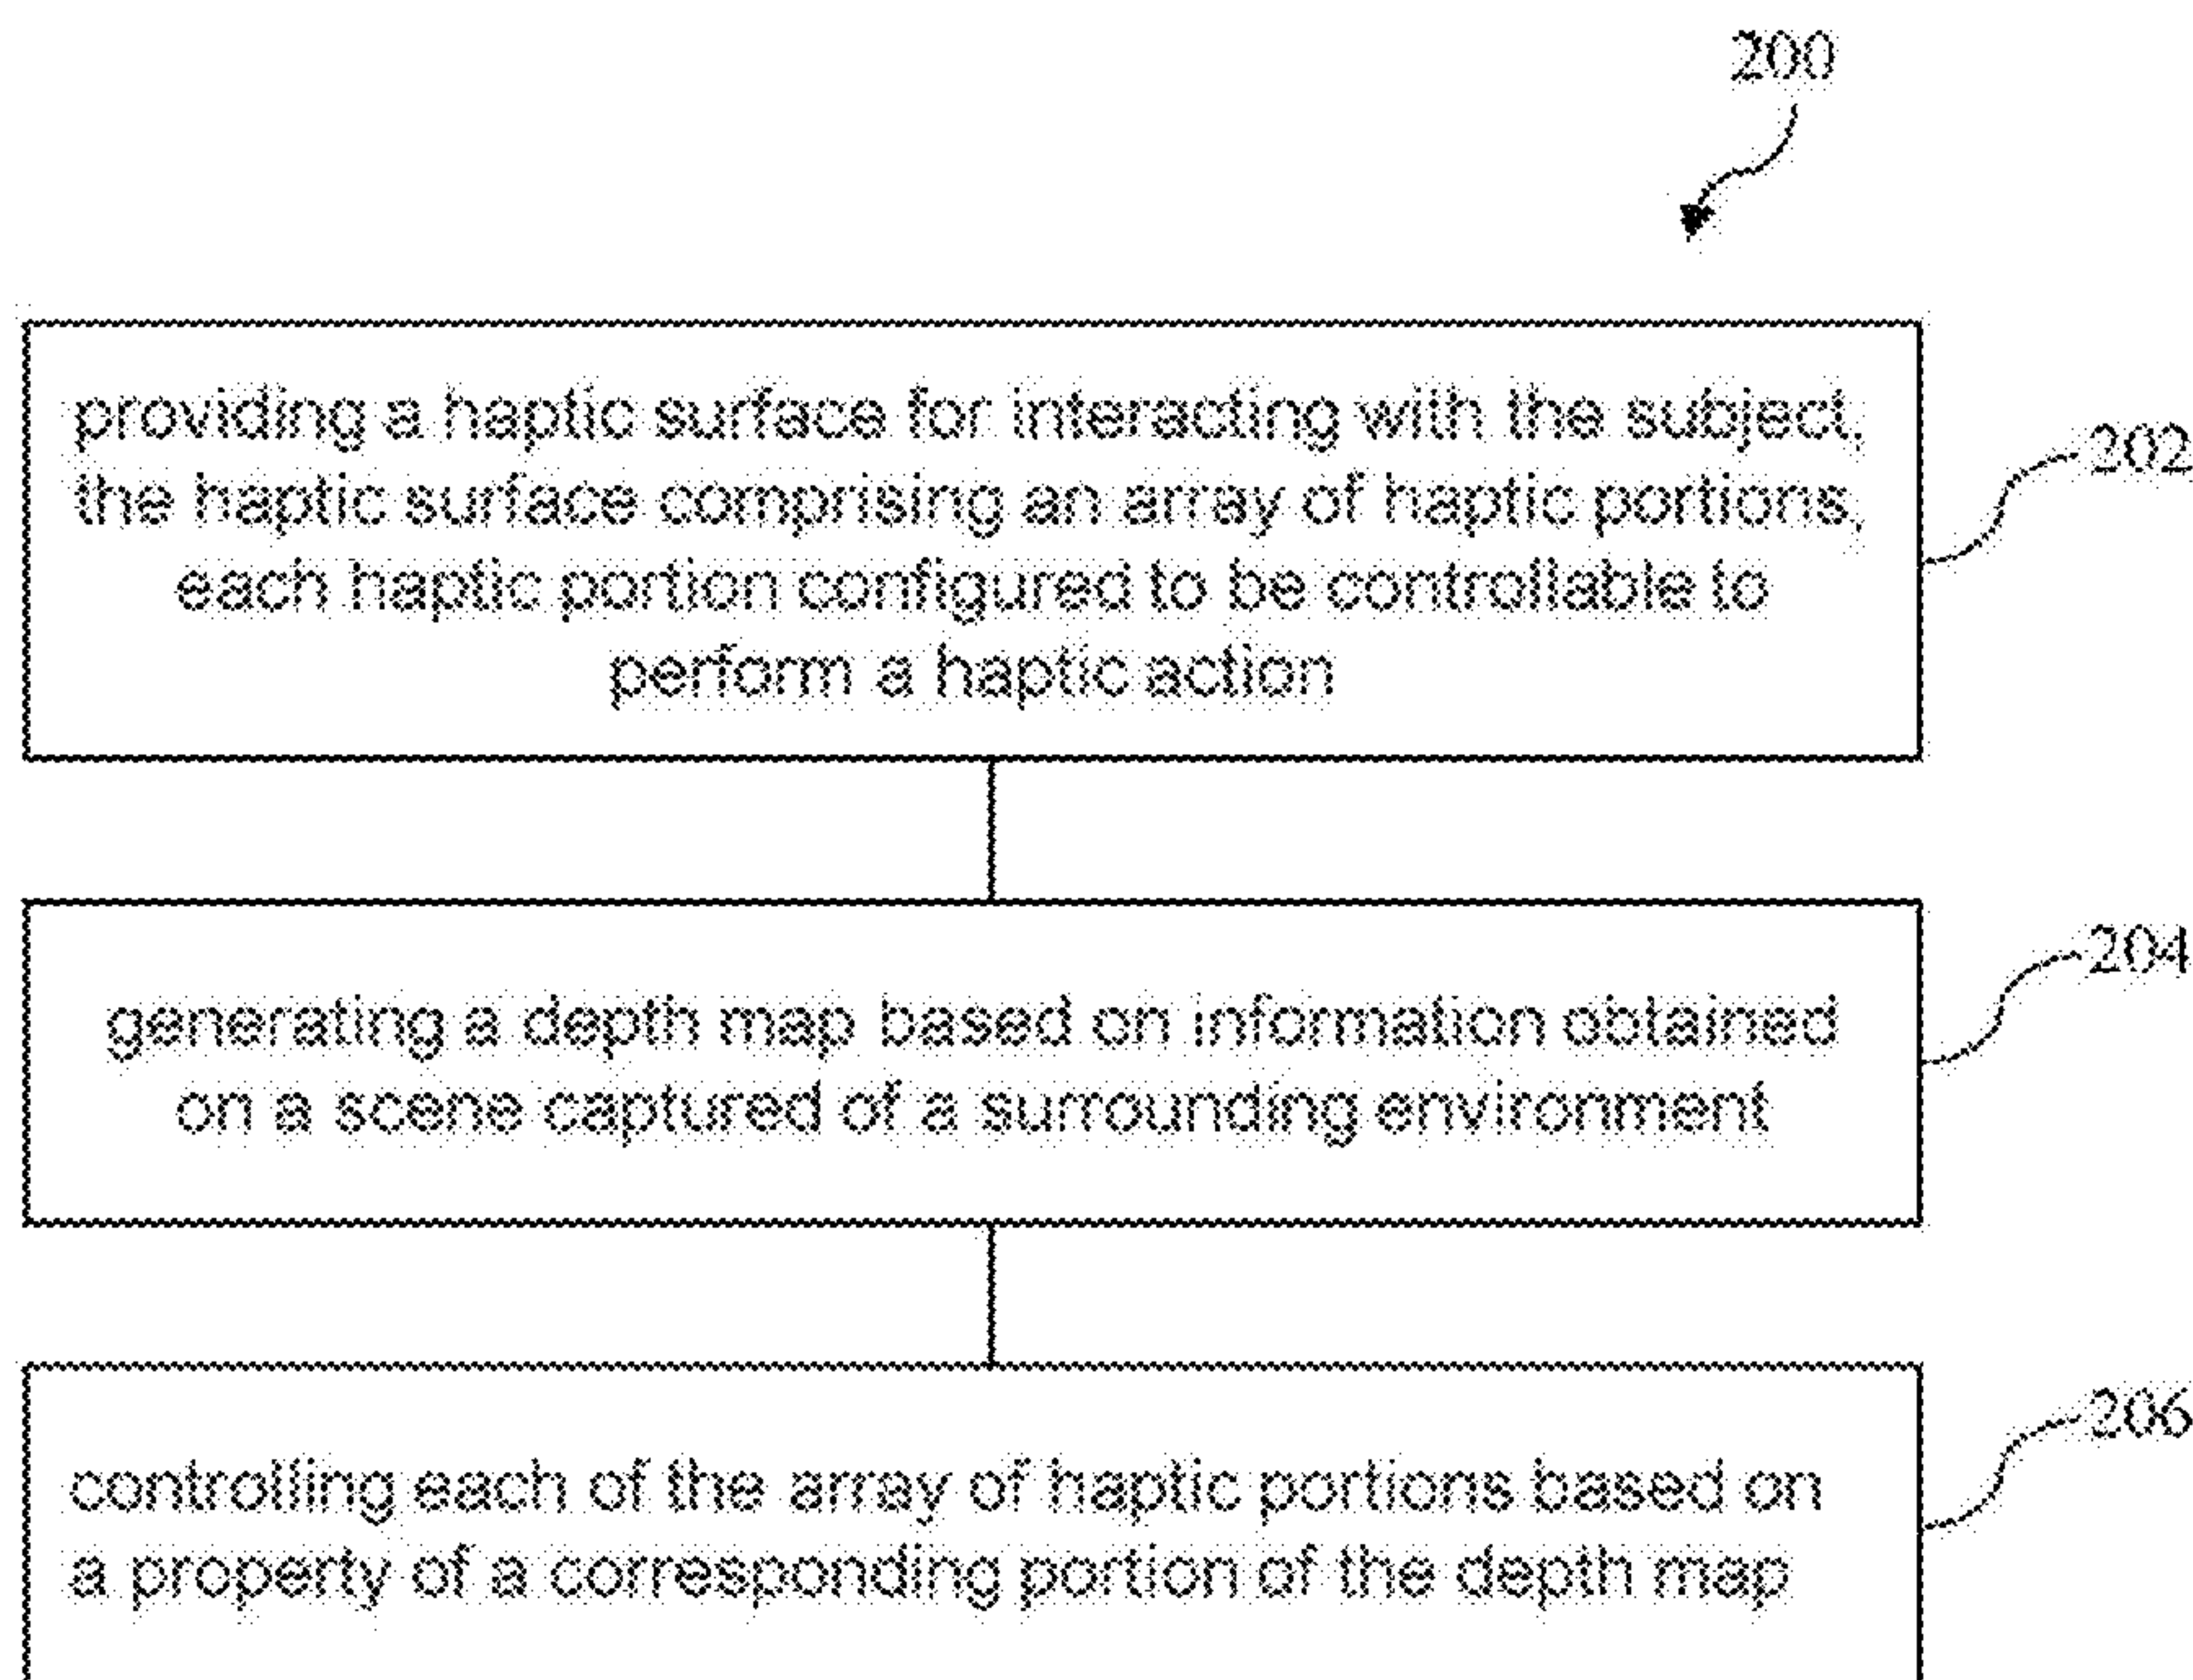 200
providing a haptic surface for interacting with the subject,
the haptic surface comprising an array of haptic portions,
each haptic portion configured to be controllable to
perform a haptic action
202
generating a depth map based on information obtained
on a scene captured of a surrounding environment
204
controlling each of the array of haptic portions based on
a property of a corresponding portion of the depth map
206